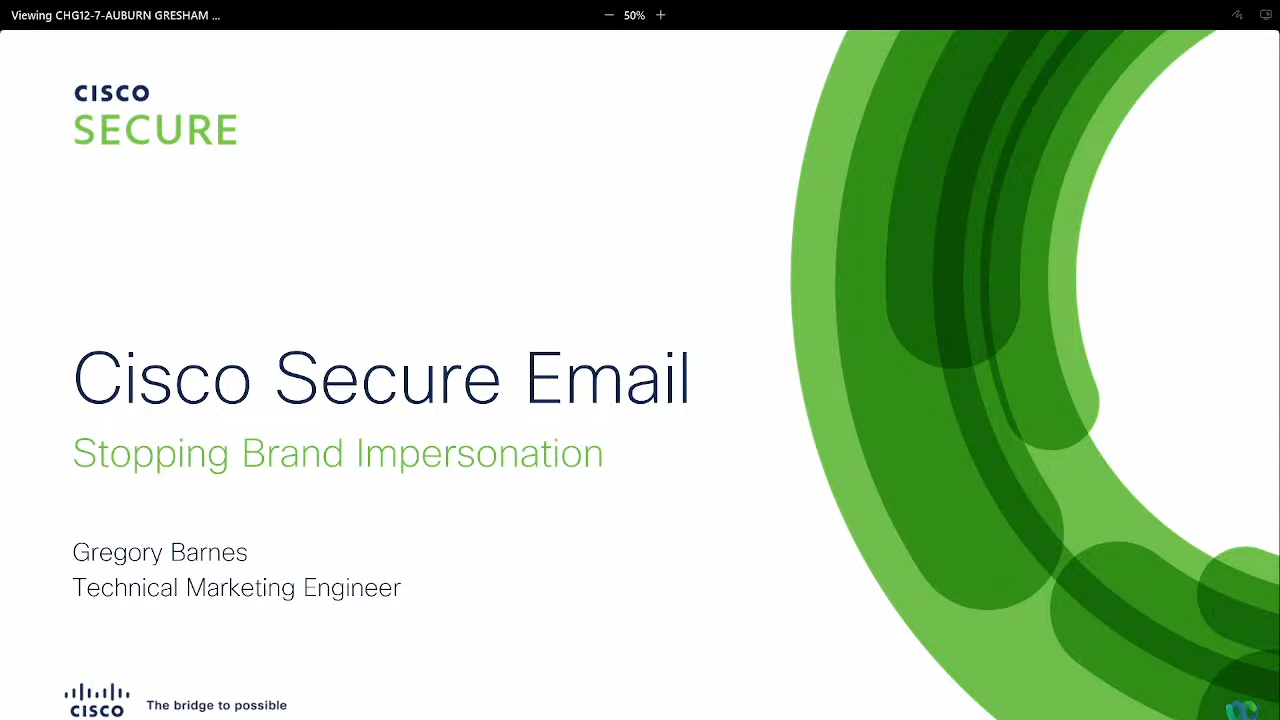 Viewing CHG12-7-AUBURN GRESHAM ...
50%
CISCO
SECURE
Cisco Secure Email
Stopping Brand Impersonation
Gregory Barnes
Technical Marketing Engineer
CISCO
The bridge to possible